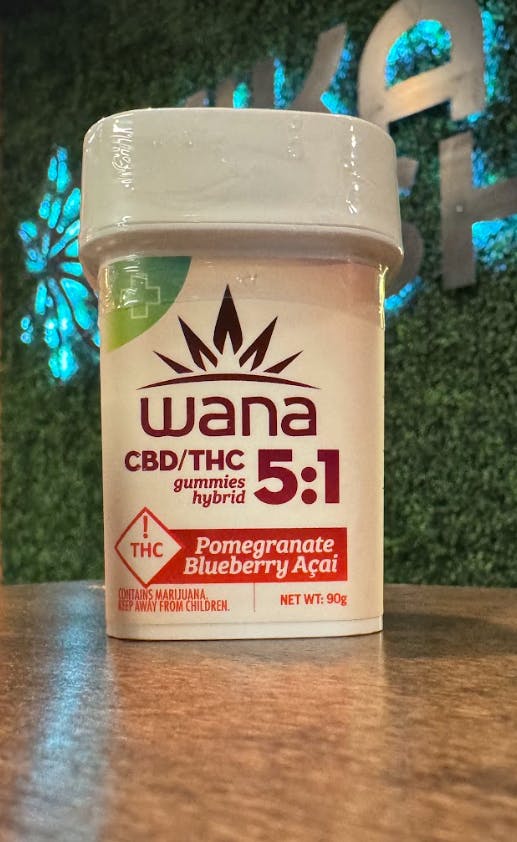 wana
CBD/THC
gummies
hybrid
5:1
!
THC
Pomegranate
Blueberry Açai
CONTAINS MARIJUANA.
KEEP AWAY FROM CHILDREN.
NET WT: 90g